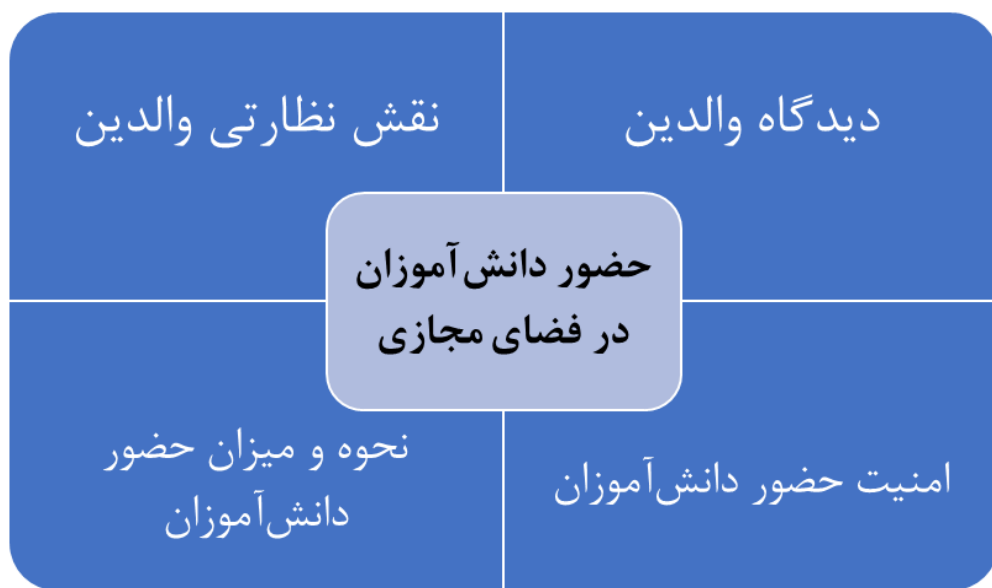 دیدگاه والدین
نقش نظارتی والدین
حضور دانش‌آموزان
در فضای مجازی
امنیت حضور دانش‌آموزان
نحوه و میزان حضور
دانش‌آموزان